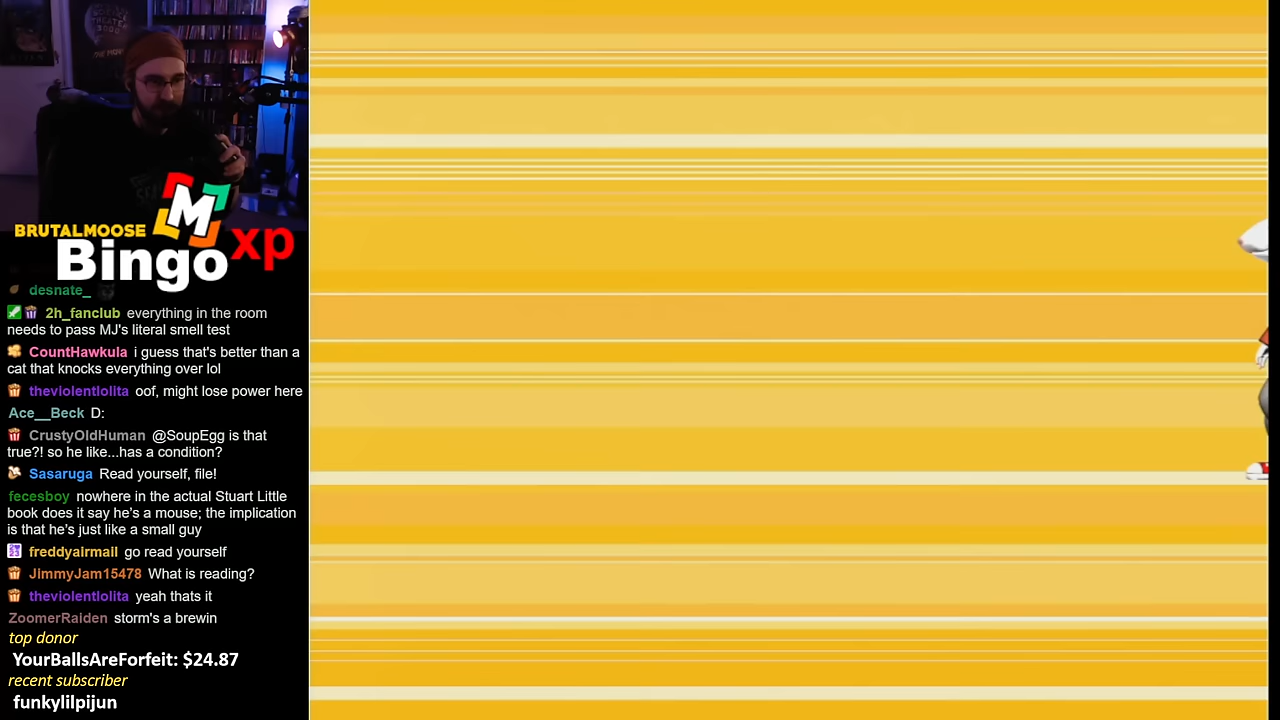 BRUTALMOOSE M
Bingo xp
desnate_
2h_fanclub everything in the room
needs to pass MJ's literal smell test
CountHawkula i guess that's better than a
cat that knocks everything over lol
theviolentlolita oof, might lose power here
Ace__Beck D:
CrustyOldHuman @SoupEgg is that
true?! so he like...has a condition?
Sasaruga Read yourself, file!
fecesboy nowhere in the actual Stuart Little
book does it say he's a mouse; the implication
is that he's just like a small guy
freddyairmail go read yourself
JimmyJam15478 What is reading?
theviolentlolita yeah thats it
ZoomerRaiden storm's a brewin
top donor
YourBallsAreForfeit: $24.87
recent subscriber
funkylilpijun